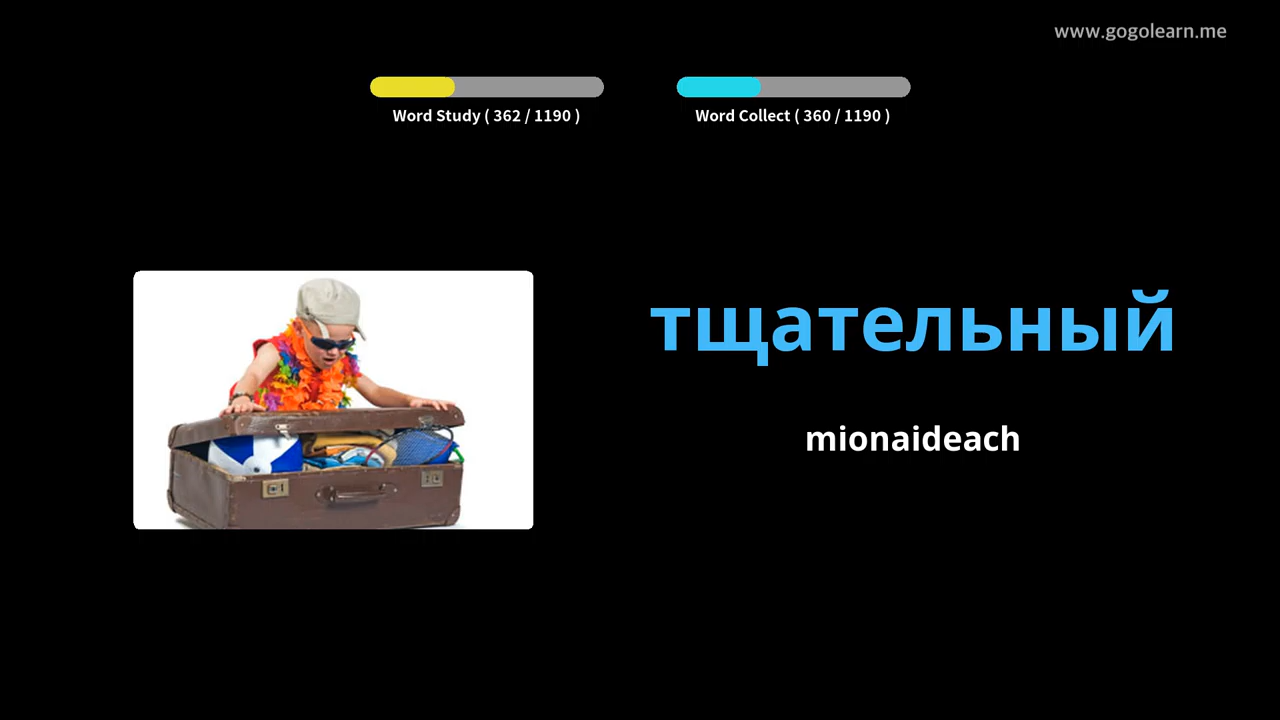 www.gogolearn.me
Word Study ( 362 / 1190 )
Word Collect ( 360 / 1190 )
тщательный
mionaideach